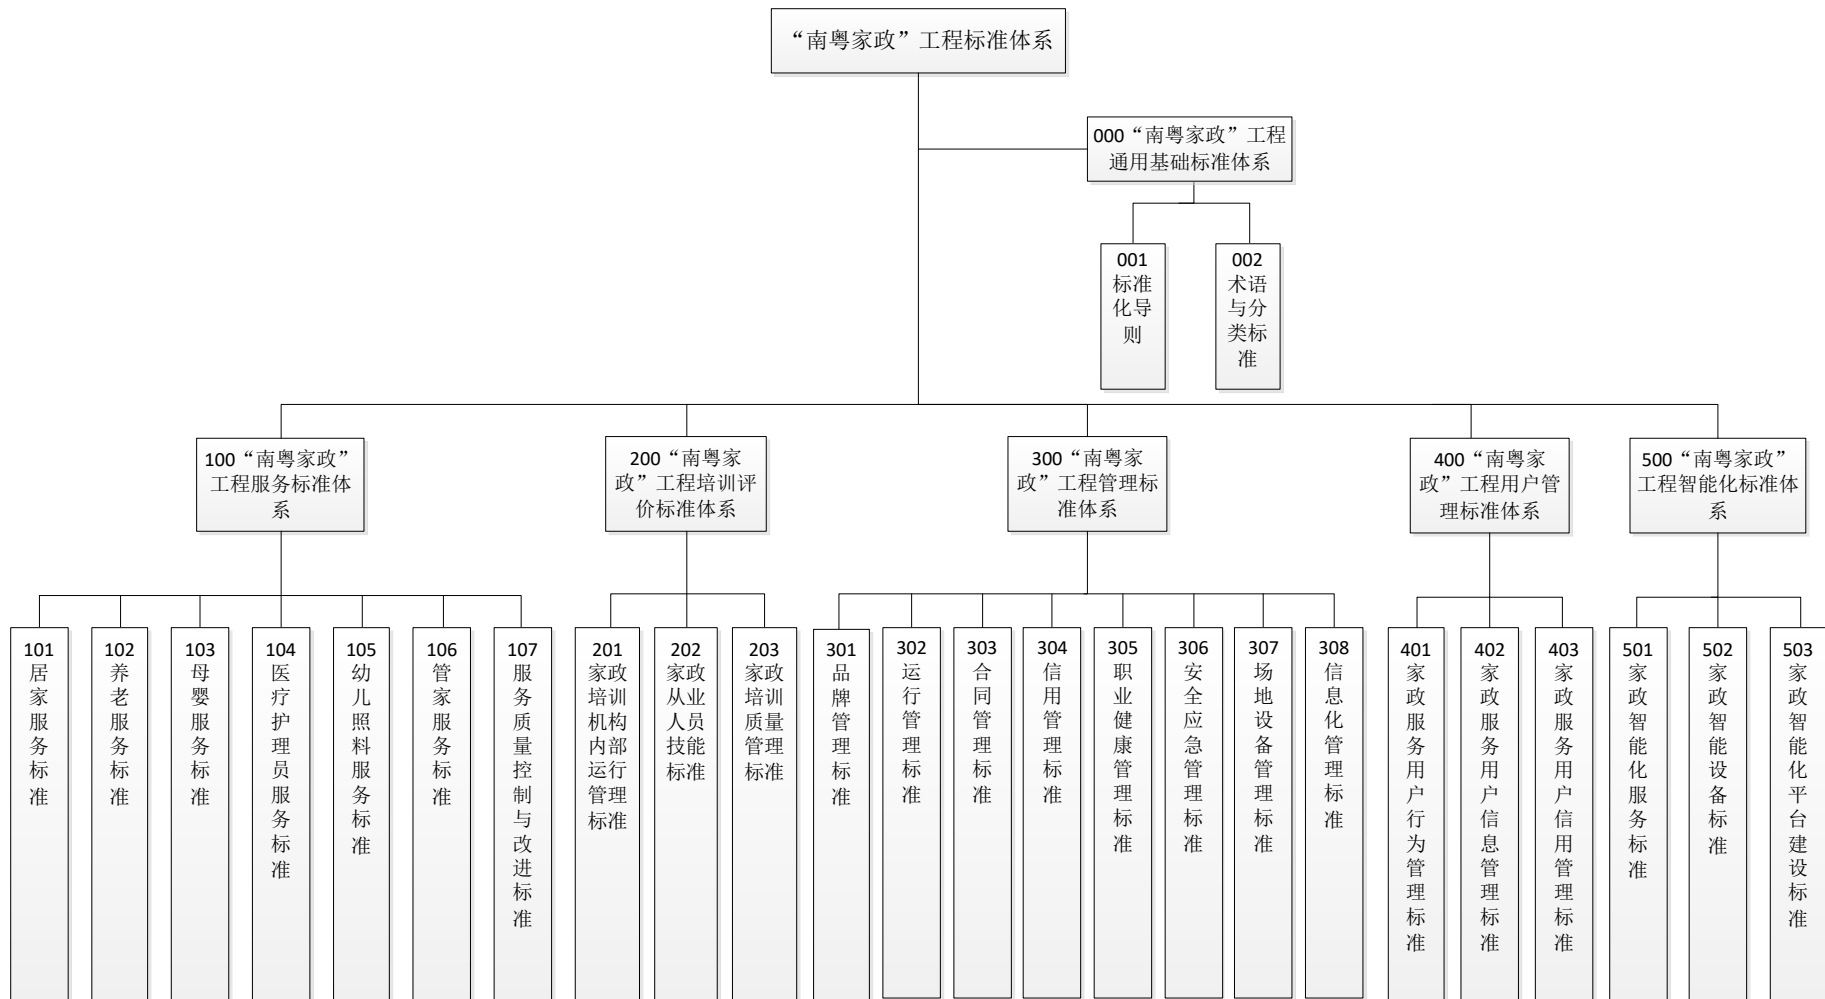 “南粤家政”工程标准体系
000“南粤家政”工程
通用基础标准体系
001
标准
化导
则
002
术语
与分
类标
准
100“南粤家政”
工程服务标准体
系
200“南粤家
政”工程培训评
价标准体系
300“南粤家
政”工程管理标
准体系
400“南粤家
政”工程用户管
理标准体系
500“南粤家政”
工程智能化标准体
系
101
居家服务标准
102
养老服务标准
103
母婴服务标准
104
医疗护理员服务标准
105
幼儿照料服务标准
106
管家服务标准
107
服务质量控制与改进标准
201
家政
培训
机构
内部
运行
管理
标准
202
家政
从业
人员
技能
标准
203
家政
培训
质量
管理
标准
301
品牌管理标准
302
运行管理标准
303
合同管理标准
304
信用管理标准
305
职业健康管理标准
306
安全应急管理标准
307
场地设备管理标准
308
信息化管理标准
401
家政服务用户行为管理标准
402
家政服务用户信息管理标准
403
家政服务用户信用管理标准
501
家政智能化服务标准
502
家政智能设备标准
503
家政智能化平台建设标准